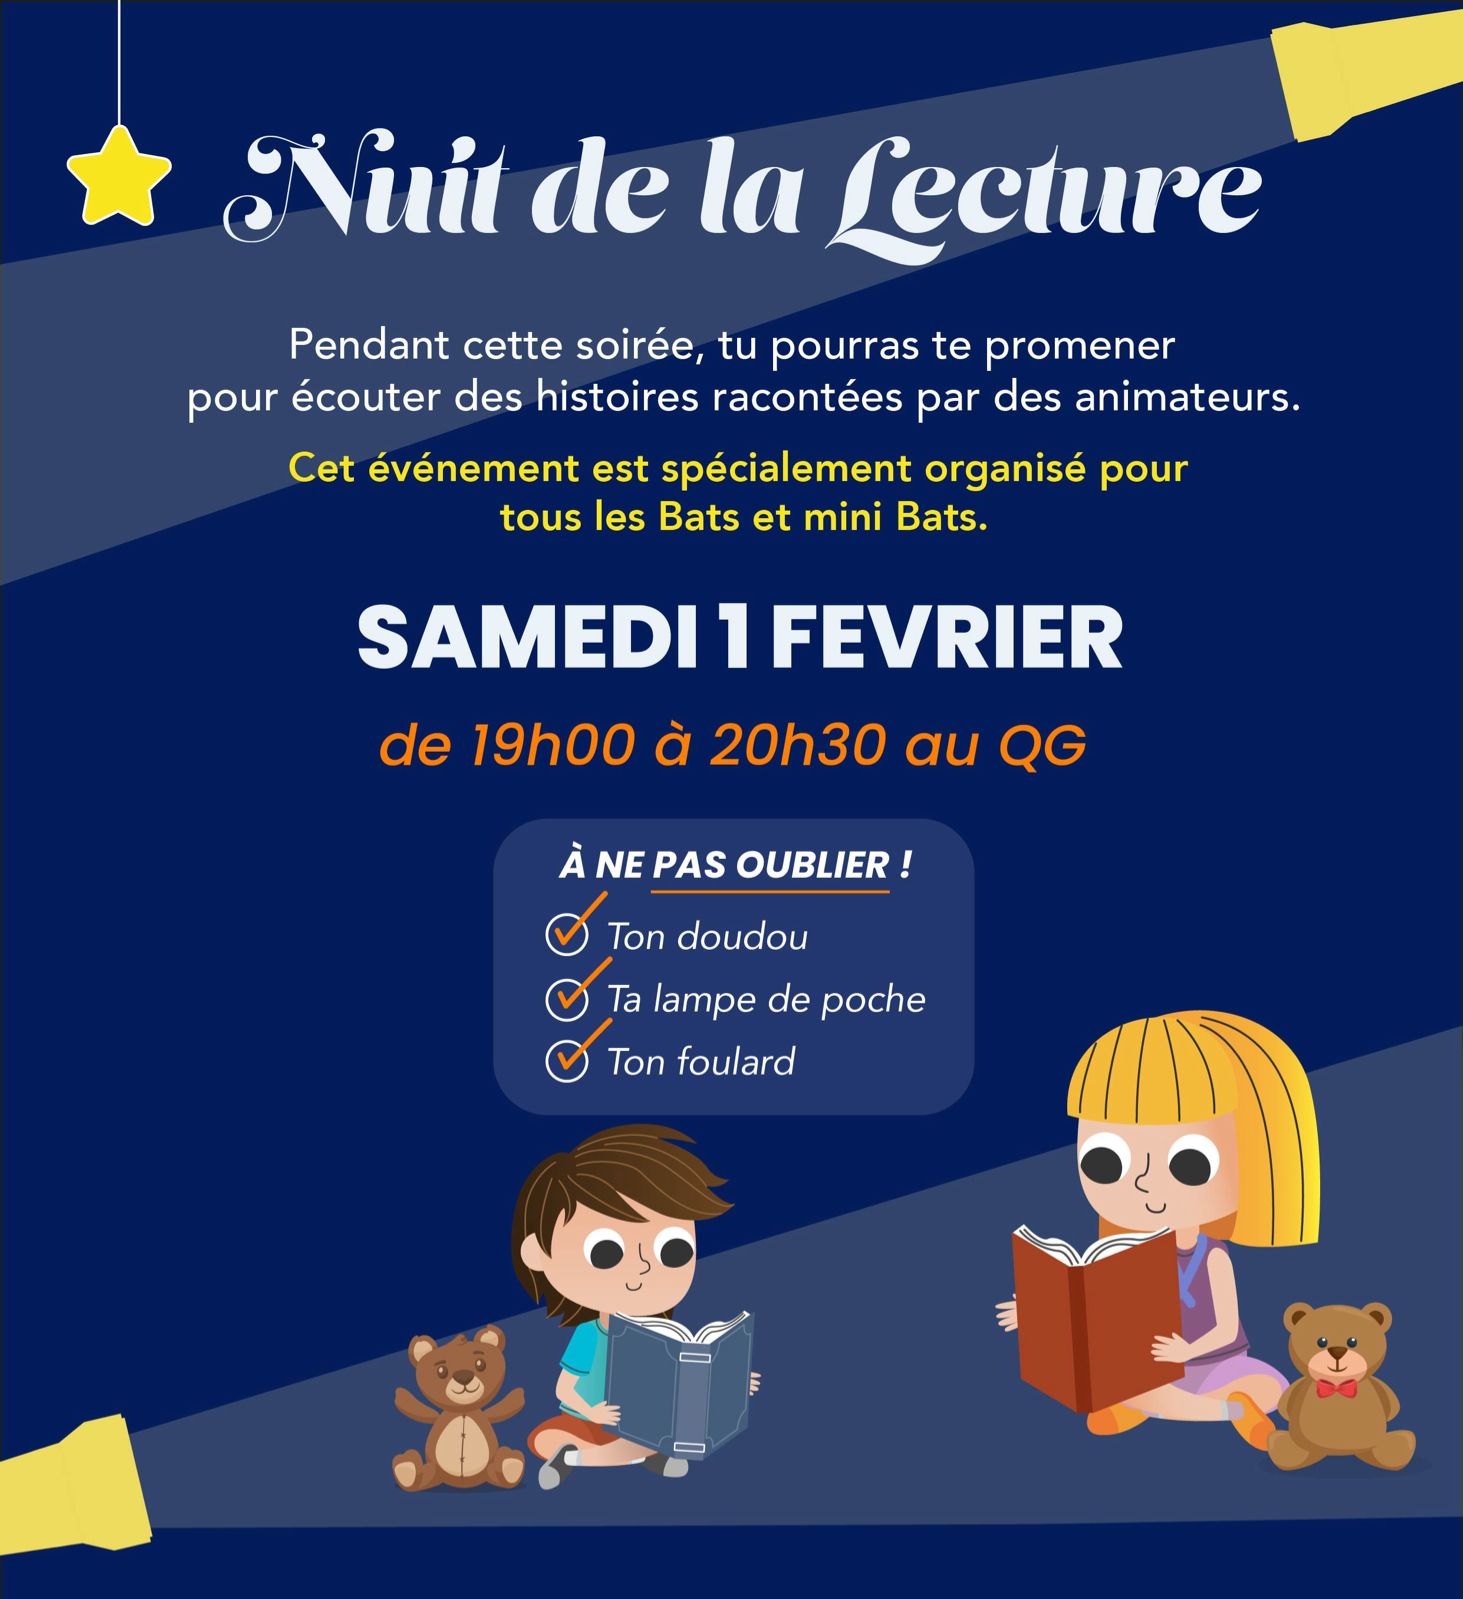 Nuit de la Lecture
Pendant cette soirée, tu pourras te promener
pour écouter des histoires racontées par des animateurs.
Cet événement est spécialement organisé pour
tous les Bats et mini Bats.
SAMEDI 1 FEVRIER
de 19h00 à 20h30 au QG
À NE PAS OUBLIER !
Ton doudou
Ta lampe de poche
Ton foulard